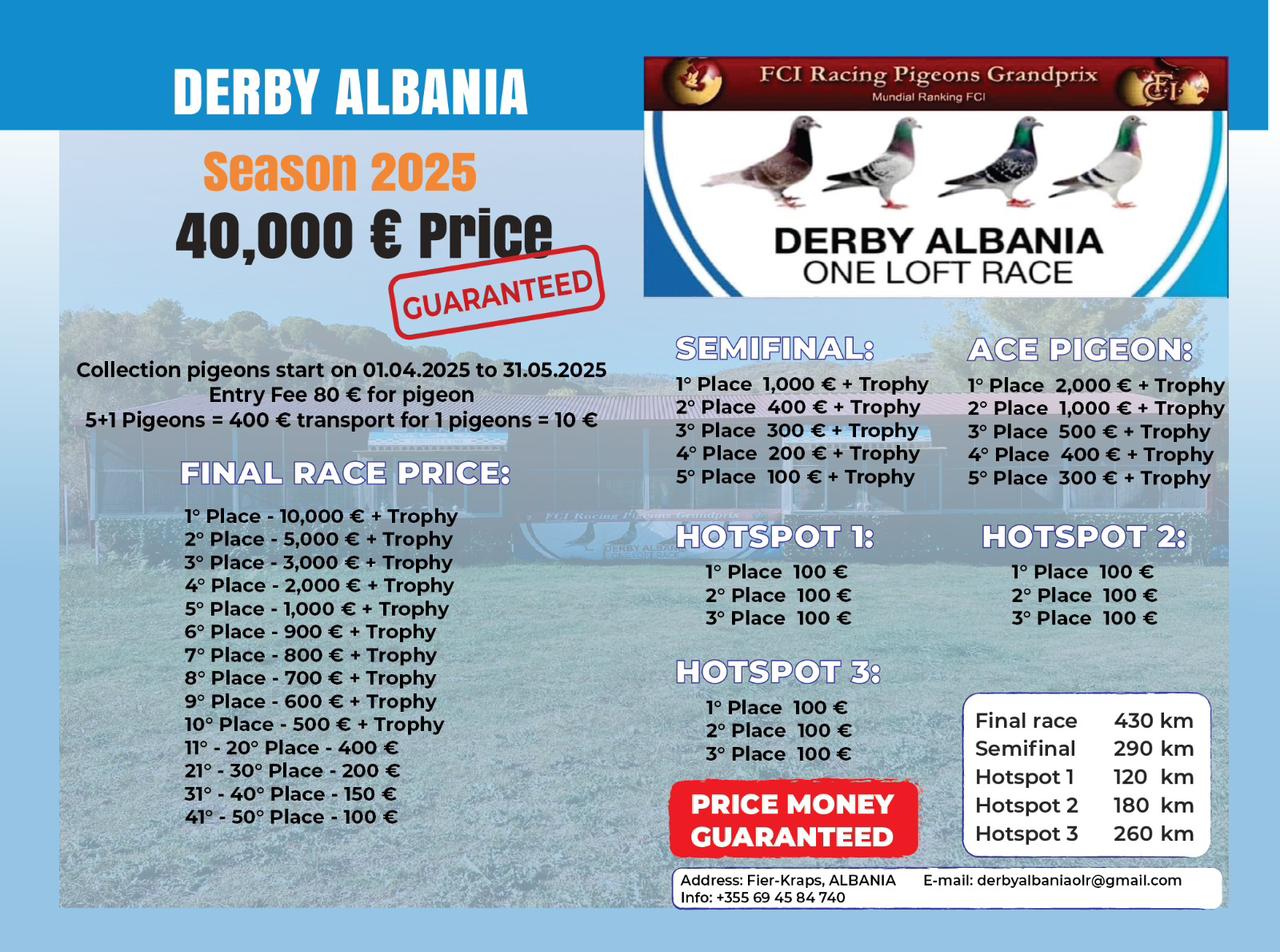 DERBY ALBANIA
Season 2025
40,000 € Price
GUARANTEED
Collection pigeons start on 01.04.2025 to 31.05.2025
Entry Fee 80 € for pigeon
5+1 Pigeons = 400 € transport for 1 pigeons = 10 €
FINAL RACE PRICE:
1° Place - 10,000 € + Trophy
2° Place - 5,000 € + Trophy
3° Place - 3,000 € + Trophy
4° Place - 2,000 € + Trophy
5° Place - 1,000 € + Trophy
6° Place - 900 € + Trophy
7° Place - 800 € + Trophy
8° Place - 700 € + Trophy
9° Place - 600 € + Trophy
10° Place - 500 € + Trophy
11° - 20° Place - 400 €
21° - 30° Place - 200 €
31° - 40° Place - 150 €
41° - 50° Place - 100 €
FCI Racing Pigeons Grandprix
Mundial Ranking FCI
FCI
DERBY ALBANIA
ONE LOFT RACE
SEMIFINAL:
1° Place 1,000 € + Trophy
2° Place 400 € + Trophy
3° Place 300 € + Trophy
4° Place 200 € + Trophy
5° Place 100 € + Trophy
ACE PIGEON:
1° Place 2,000 € + Trophy
2° Place 1,000 € + Trophy
3° Place 500 € + Trophy
4° Place 400 € + Trophy
5° Place 300 € + Trophy
FCI Racing Pigeons Grandprix
DERBY ALBANIA
ONE LOFT RACE
HOTSPOT 1:
1° Place 100 €
2° Place 100 €
3° Place 100 €
HOTSPOT 2:
1° Place 100 €
2° Place 100 €
3° Place 100 €
HOTSPOT 3:
1° Place 100 €
2° Place 100 €
3° Place 100 €
PRICE MONEY
GUARANTEED
Final race 430 km
Semifinal 290 km
Hotspot 1 120 km
Hotspot 2 180 km
Hotspot 3 260 km
Address: Fier-Kraps, ALBANIA E-mail: derbyalbaniaolr@gmail.com
Info: +355 69 45 84 740